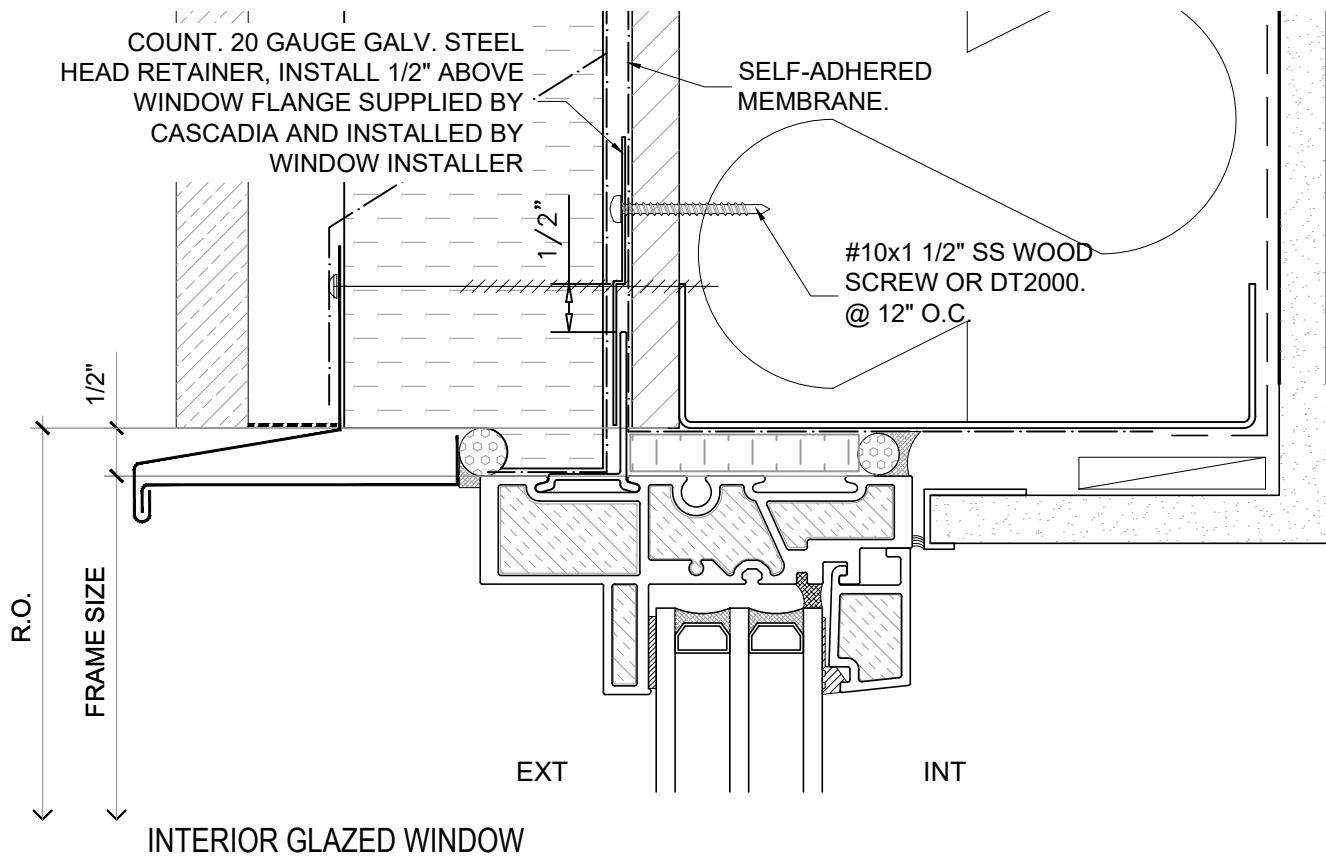 COUNT. 20 GAUGE GALV. STEEL
HEAD RETAINER, INSTALL 1/2" ABOVE
WINDOW FLANGE SUPPLIED BY
CASCADIA AND INSTALLED BY
WINDOW INSTALLER
SELF-ADHERED
MEMBRANE.
1/2”
#10x1 1/2" SS WOOD
SCREW OR DT2000.
@ 12" O.C.
1/2"
R.O.
FRAME SIZE
EXT
INT
INTERIOR GLAZED WINDOW